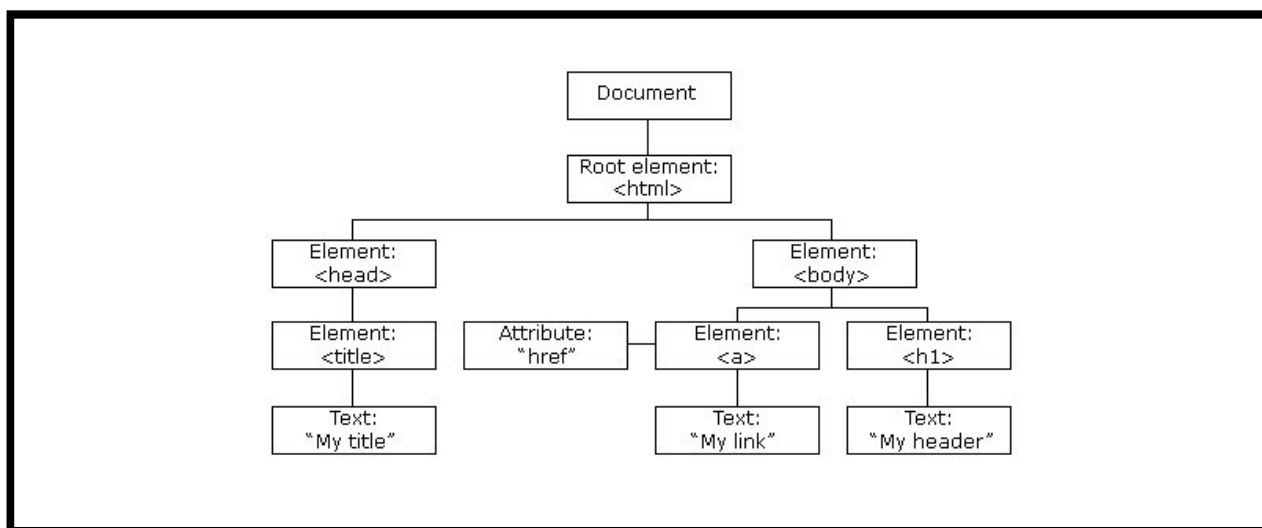 Document
Root element:
<html>
Element:
<head>
Element:
<body>
Element:
<title>
Attribute:
“href”
Element:
<a>
Element:
<h1>
Text:
“My title”
Text:
“My link”
Text:
“My header”